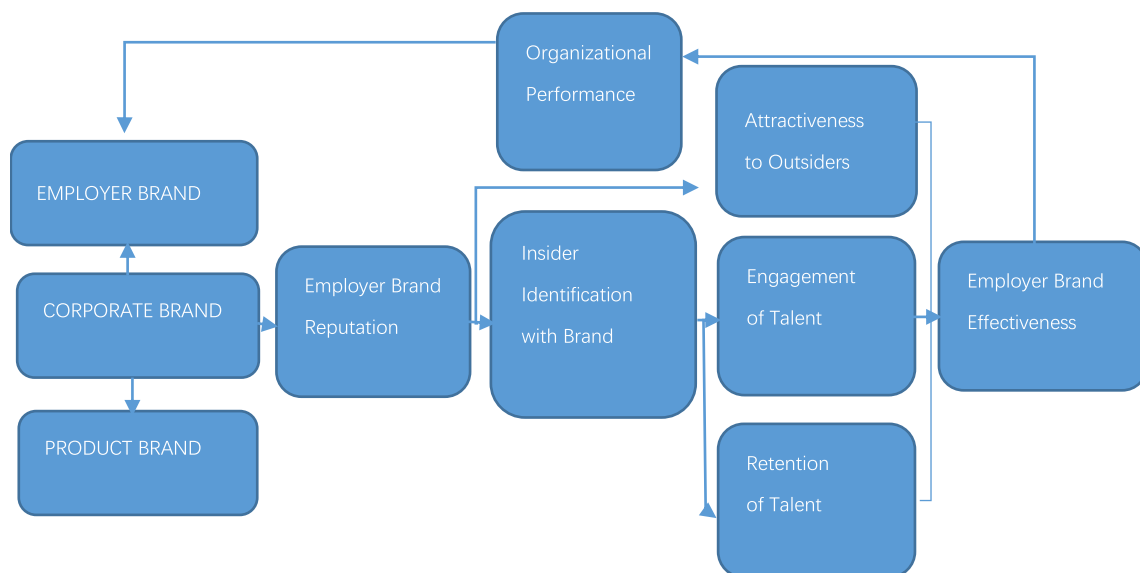 Organizational
Performance
Attractiveness
to Outsiders
EMPLOYER BRAND
Insider
Identification
with Brand
Employer Brand
Reputation
Engagement
of Talent
Employer Brand
Effectiveness
CORPORATE BRAND
PRODUCT BRAND
Retention
of Talent